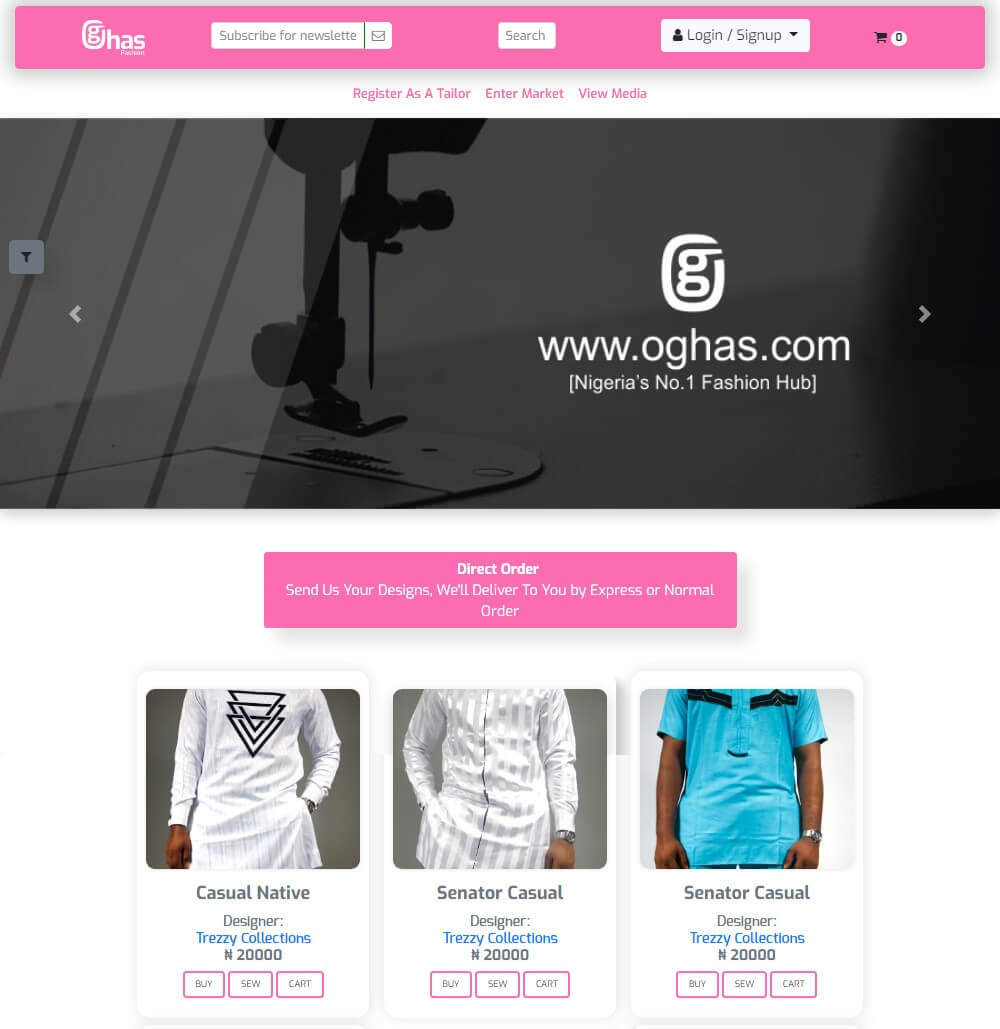 ghas
Fashion
Subscribe for newslette
Search
Login / Signup
0
Register As A Tailor
Enter Market
View Media
g
www.oghas.com
[Nigeria's No.1 Fashion Hub]
Direct Order
Send Us Your Designs, We'll Deliver To You by Express or Normal
Order
Casual Native
Designer:
Trezzy Collections
₦ 20000
BUY
SEW
CART
Senator Casual
Designer:
Trezzy Collections
₦ 20000
BUY
SEW
CART
Senator Casual
Designer:
Trezzy Collections
₦ 20000
BUY
SEW
CART